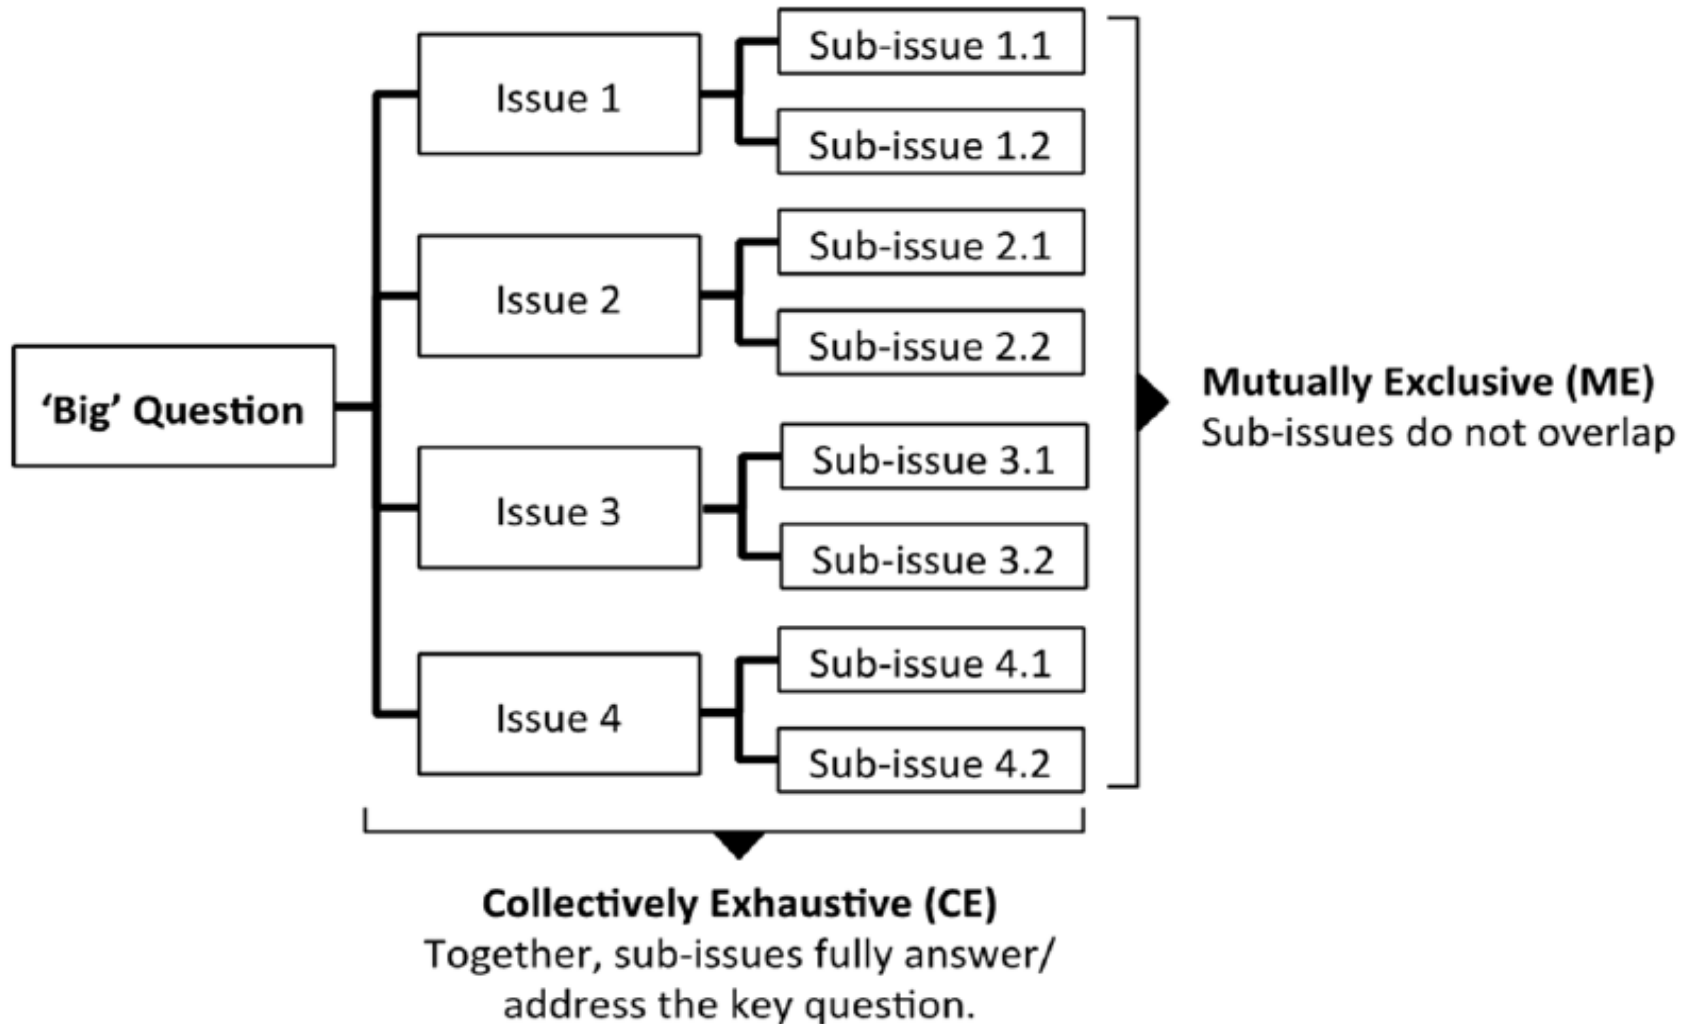 ‘Big’ Question
Issue 1
Sub-issue 1.1
Sub-issue 1.2
Issue 2
Sub-issue 2.1
Sub-issue 2.2
Issue 3
Sub-issue 3.1
Sub-issue 3.2
Issue 4
Sub-issue 4.1
Sub-issue 4.2
Mutually Exclusive (ME)
Sub-issues do not overlap
Collectively Exhaustive (CE)
Together, sub-issues fully answer/
address the key question.